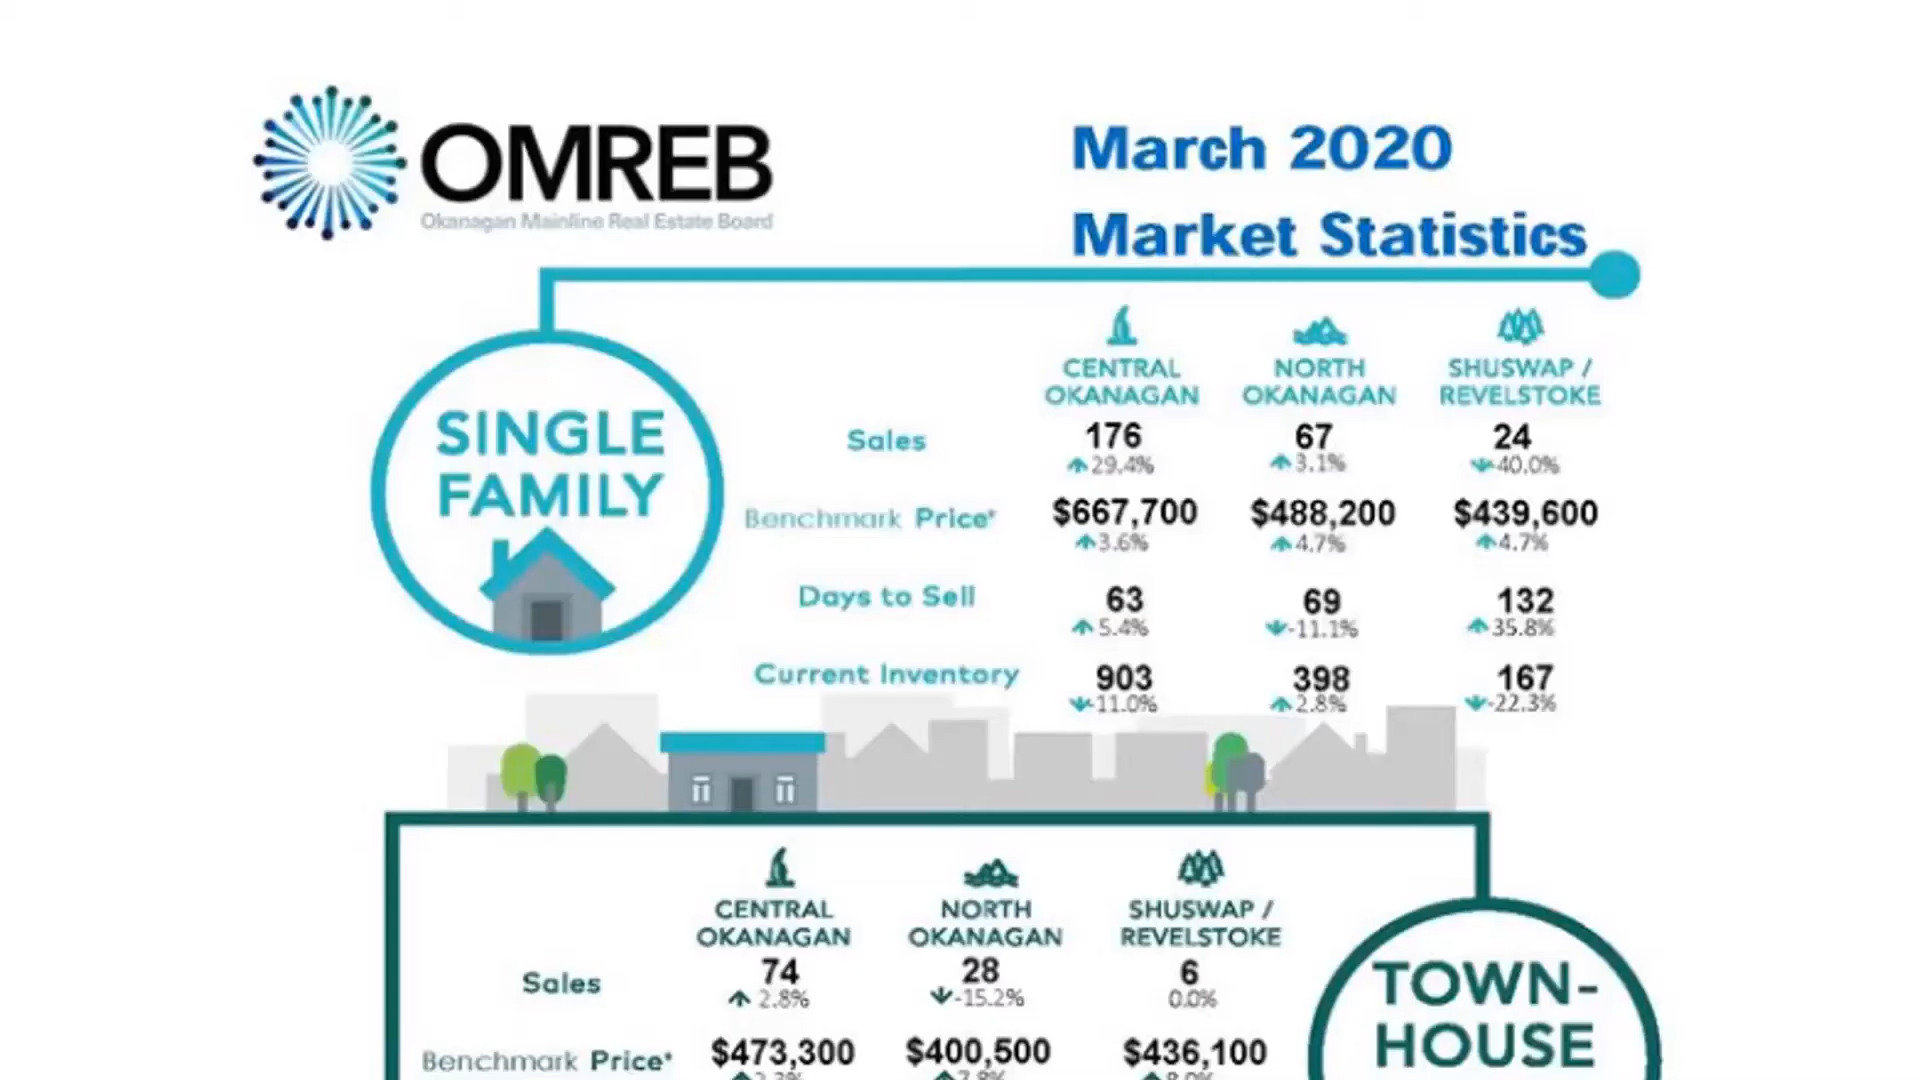 OMREB
Okanagan Mainline Real Estate Board
March 2020
Market Statistics
SINGLE
FAMILY
CENTRAL OKANAGAN
NORTH OKANAGAN
SHUSWAP / REVELSTOKE
Sales
176
67
24
29.4%
3.1%
-40.0%
Benchmark Price*
$667,700
$488,200
$439,600
3.6%
4.7%
4.7%
Days to Sell
63
69
132
5.4%
-11.1%
35.8%
Current Inventory
903
398
167
-11.0%
2.8%
-22.3%
CENTRAL OKANAGAN
NORTH OKANAGAN
SHUSWAP / REVELSTOKE
Sales
74
28
6
2.8%
-15.2%
0.0%
Benchmark Price*
$473,300
$400,500
$436,100
TOWN-
HOUSE